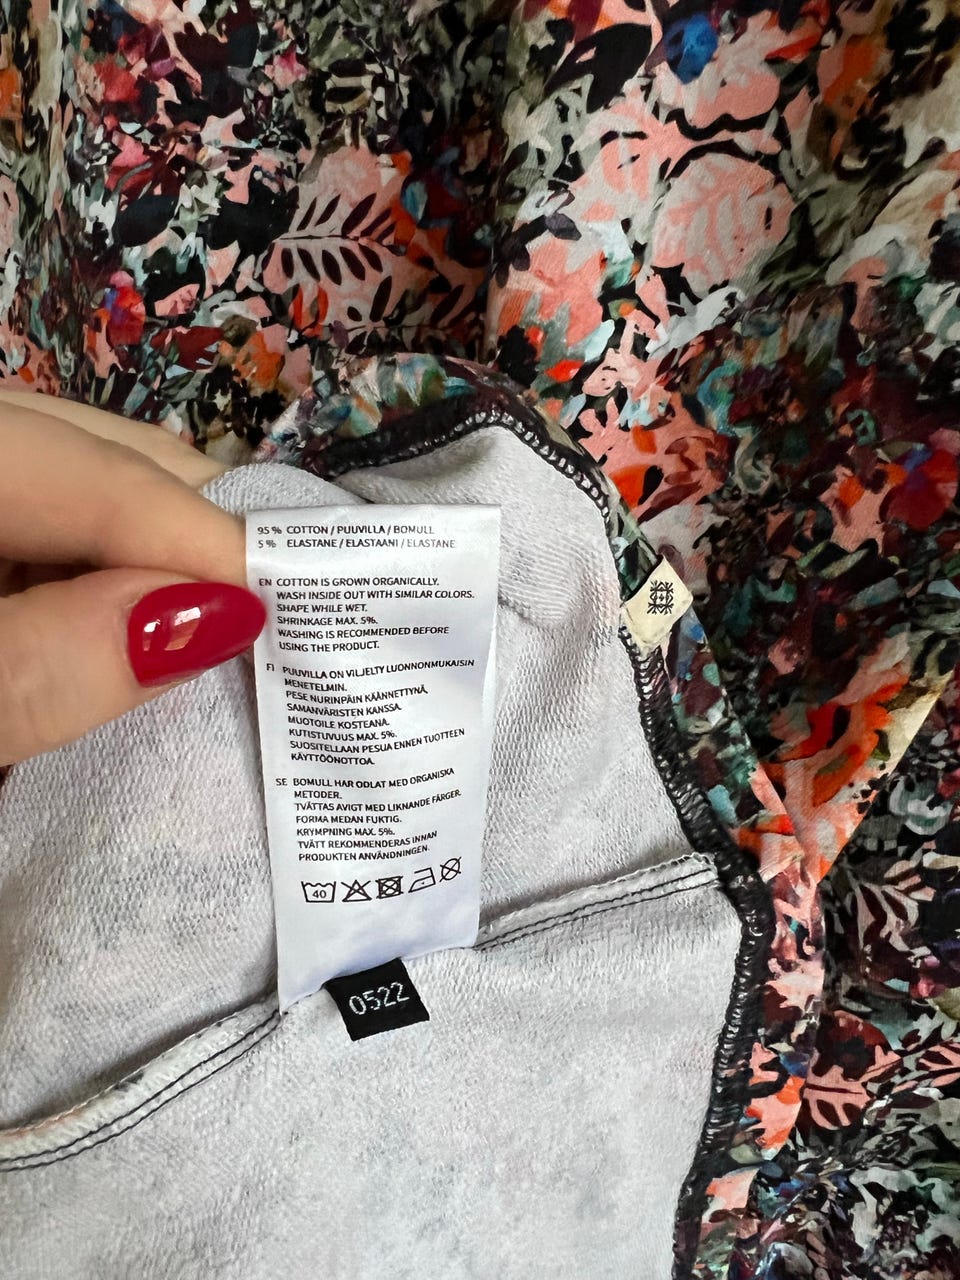 95 % COTTON / PUUVILLA / BOMULL
5 % ELASTANE / ELASTAANI / ELASTANE
EN COTTON IS GROWN ORGANICALLY.
WASH INSIDE OUT WITH SIMILAR COLORS.
SHAPE WHILE WET.
SHRINKAGE MAX. 5%.
WASHING IS RECOMMENDED BEFORE
USING THE PRODUCT.
FI PUUVILLA ON VILJELTY LUONNONMUKAISIN
MENETELMIN.
PESE NURINPÄIN KÄÄNNETTYNÄ,
SAMANVÄRISTEN KANSSA.
MUOTOILE KOSTEANA.
KUTISTUVUUS MAX. 5%.
SUOSITELLAAN PESUA ENNEN TUOTTEEN
KÄYTTÖÖNOTTOA.
SE BOMULL HAR ODLAT MED ORGANISKA
METODER.
TVÄTTAS AVIGT MED LIKNANDE FÄRGER.
FORMA MEDAN FUKTIG.
KRYMPNING MAX. 5%.
TVÄTT REKOMMENDERAS INNAN
PRODUKTEN ANVÄNDNINGEN.
40
0522